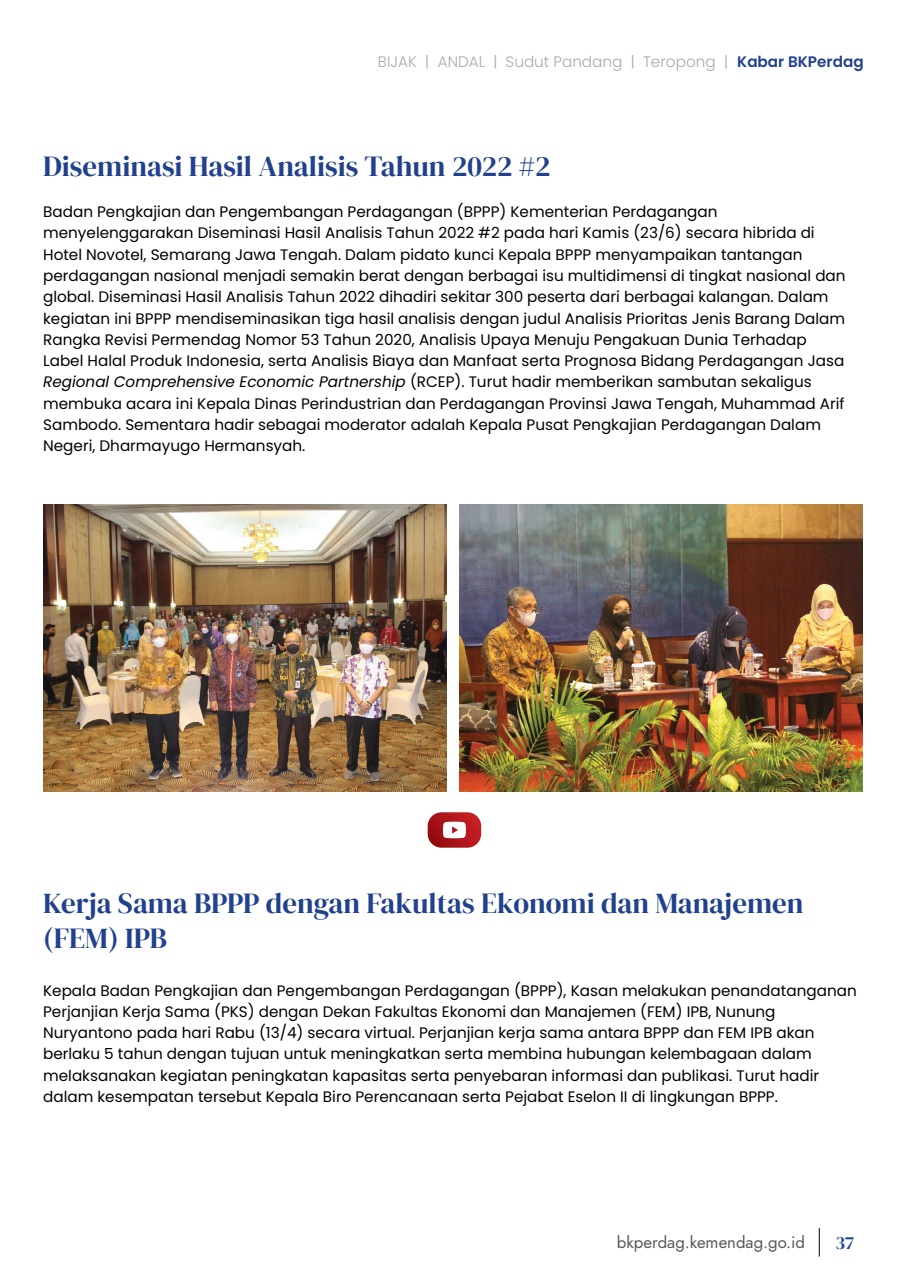 BIJAK | ANDAL | Sudut Pandang | Teropong | Kabar BKPerdag
Diseminasi Hasil Analisis Tahun 2022 #2
Badan Pengkajian dan Pengembangan Perdagangan (BPPP) Kementerian Perdagangan
menyelenggarakan Diseminasi Hasil Analisis Tahun 2022 #2 pada hari Kamis (23/6) secara hibrida di
Hotel Novotel, Semarang Jawa Tengah. Dalam pidato kunci Kepala BPPP menyampaikan tantangan
perdagangan nasional menjadi semakin berat dengan berbagai isu multidimensi di tingkat nasional dan
global. Diseminasi Hasil Analisis Tahun 2022 dihadiri sekitar 300 peserta dari berbagai kalangan. Dalam
kegiatan ini BPPP mendiseminasikan tiga hasil analisis dengan judul Analisis Prioritas Jenis Barang Dalam
Rangka Revisi Permendag Nomor 53 Tahun 2020, Analisis Upaya Menuju Pengakuan Dunia Terhadap
Label Halal Produk Indonesia, serta Analisis Biaya dan Manfaat serta Prognosa Bidang Perdagangan Jasa
Regional Comprehensive Economic Partnership (RCEP). Turut hadir memberikan sambutan sekaligus
membuka acara ini Kepala Dinas Perindustrian dan Perdagangan Provinsi Jawa Tengah, Muhammad Arif
Sambodo. Sementara hadir sebagai moderator adalah Kepala Pusat Pengkajian Perdagangan Dalam
Negeri, Dharmayugo Hermansyah.
Kerja Sama BPPP dengan Fakultas Ekonomi dan Manajemen
(FEM) IPB
Kepala Badan Pengkajian dan Pengembangan Perdagangan (BPPP), Kasan melakukan penandatanganan
Perjanjian Kerja Sama (PKS) dengan Dekan Fakultas Ekonomi dan Manajemen (FEM) IPB, Nunung
Nuryantono pada hari Rabu (13/4) secara virtual. Perjanjian kerja sama antara BPPP dan FEM IPB akan
berlaku 5 tahun dengan tujuan untuk meningkatkan serta membina hubungan kelembagaan dalam
melaksanakan kegiatan peningkatan kapasitas serta penyebaran informasi dan publikasi. Turut hadir
dalam kesempatan tersebut Kepala Biro Perencanaan serta Pejabat Eselon II di lingkungan BPPP.
bkperdag.kemendag.go.id | 37